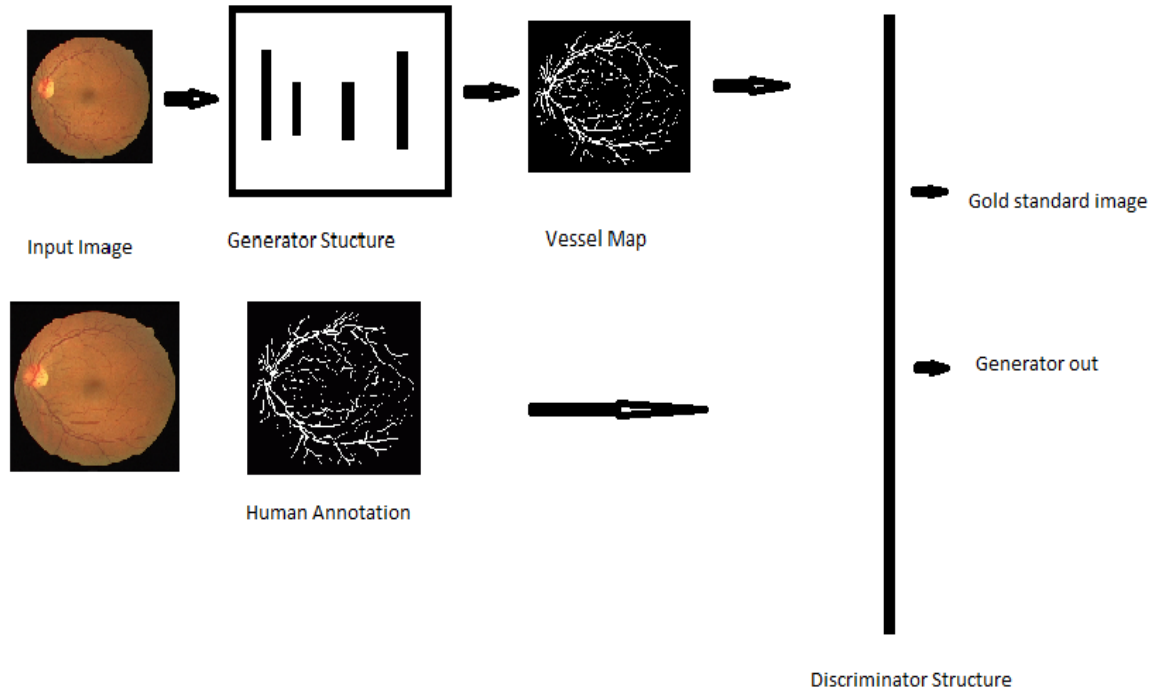 Input Image
Generator Stucture
Vessel Map
Gold standard image
Generator out
Human Annotation
Discriminator Structure